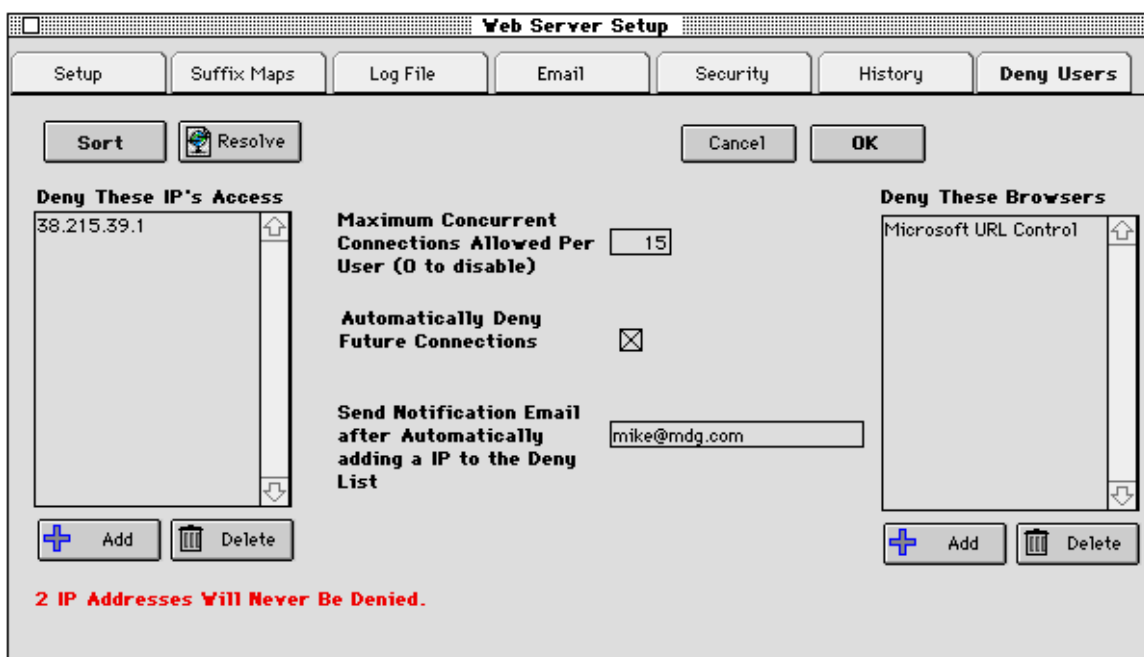 Web Server Setup
Setup
Suffix Maps
Log File
Email
Security
History
Deny Users
Sort
Resolve
Cancel
OK
Deny These IP's Access
38.215.39.1
Add
Delete
Maximum Concurrent
Connections Allowed Per
User (0 to disable)
15
Automatically Deny
Future Connections
Send Notification Email
after Automatically
adding a IP to the Deny
List
mike@mdg.com
Deny These Browsers
Microsoft URL Control
Add
Delete
2 IP Addresses Will Never Be Denied.